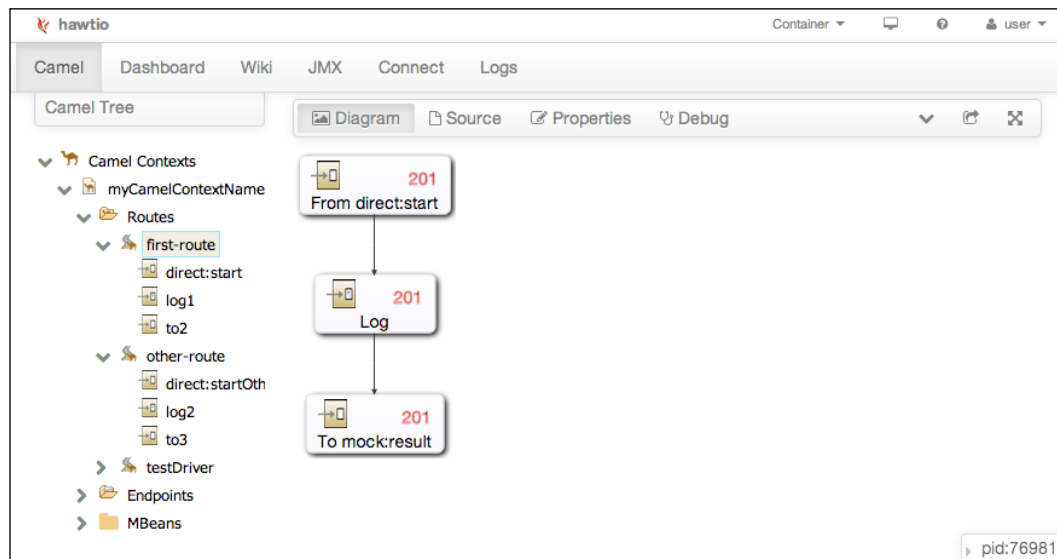 hawtio Container user
Camel Dashboard Wiki JMX Connect Logs
Camel Tree
Diagram Source Properties Debug
Camel Contexts
myCamelContextName
Routes
first-route
direct:start
log1
to2
other-route
direct:startOth
log2
to3
testDriver
Endpoints
MBeans
201
From direct:start
201
Log
201
To mock:result
pid:76981